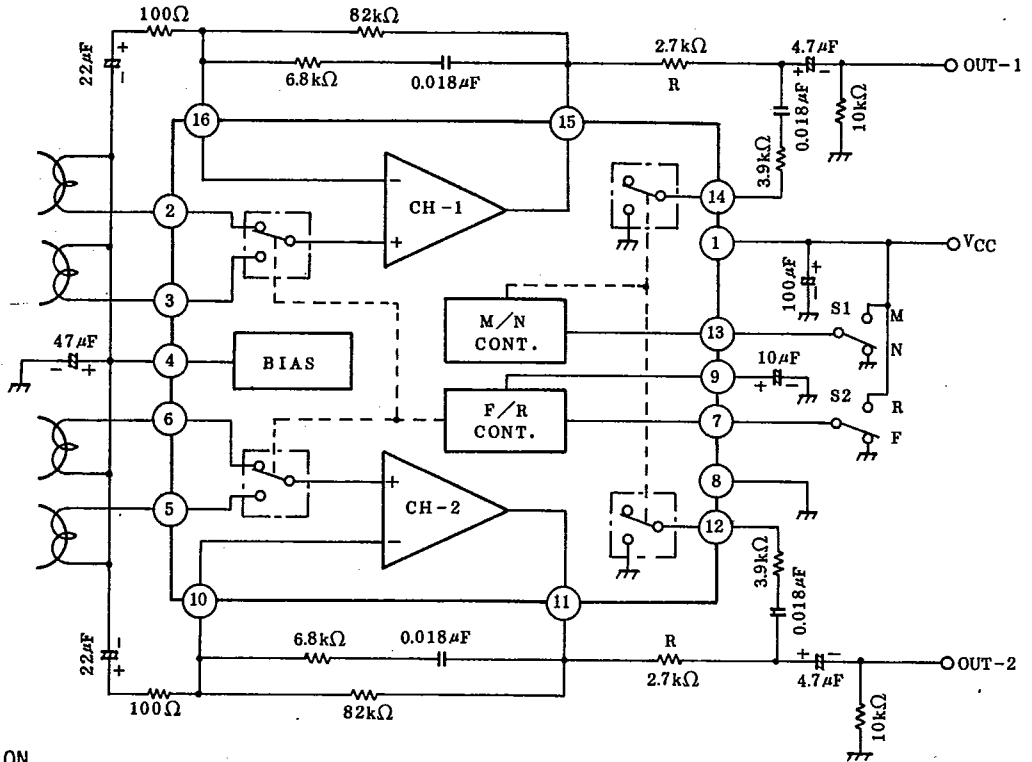 100Ω
82kΩ
22μF
+
-
6.8kΩ
0.018μF
2.7kΩ
R
4.7μF
+
-
OUT-1
0.018μF
10kΩ
3.9kΩ
16
15
-
CH-1
+
2
3
14
1
VCC
100μF
+
-
M/N
CONT.
13
S1
M
N
47μF
-
+
4
BIAS
9
10μF
+
-
F/R
CONT.
7
S2
R
F
6
5
+
CH-2
-
8
12
3.9kΩ
0.018μF
10
11
22μF
-
+
6.8kΩ
0.018μF
R
2.7kΩ
+
-
4.7μF
OUT-2
100Ω
82kΩ
10kΩ
ON